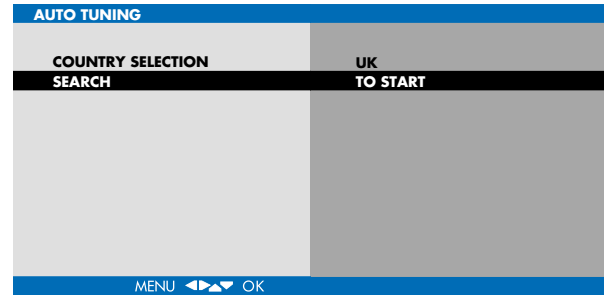 AUTO TUNING
COUNTRY SELECTION UK
SEARCH TO START
MENU ◀▶▲▼ OK